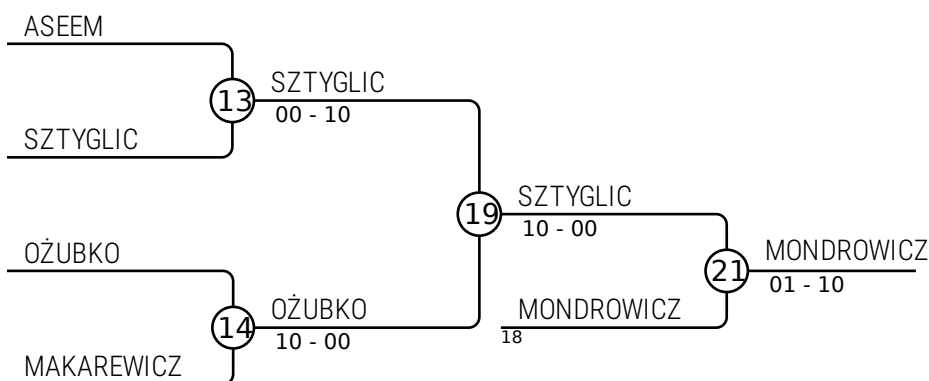 ASEEM
13
SZTYGLIC
00 - 10
SZTYGLIC
19
SZTYGLIC
10 - 00
OŻUBKO
14
OŻUBKO
10 - 00
MAKAREWICZ
21
MONDROWICZ
01 - 10
MONDROWICZ
18